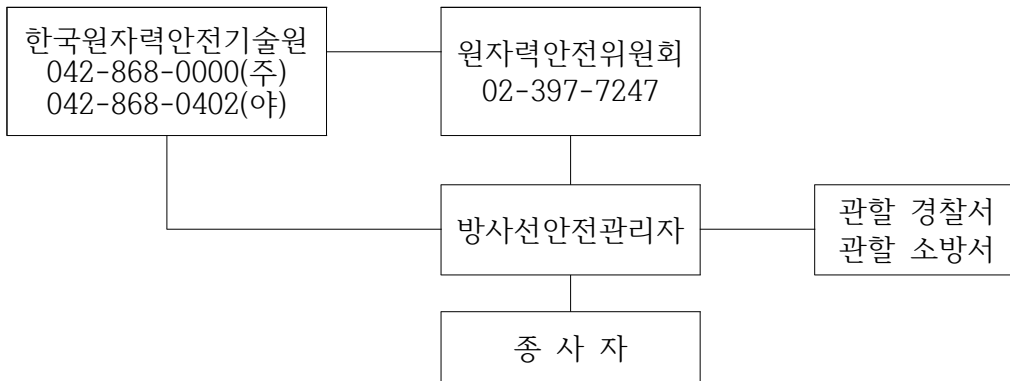 한국원자력안전기술원
042-868-0000(주)
042-868-0402(야)
원자력안전위원회
02-397-7247
방사선안전관리자
관할 경찰서
관할 소방서
종 사 자